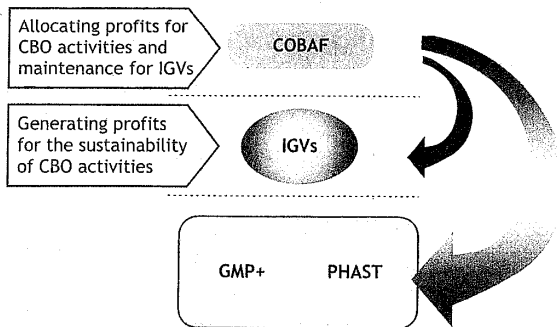 Allocating profits for
CBO activities and
maintenance for IGVs
COBAF
Generating profits
for the sustainability
of CBO activities
IGVs
GMP+ PHAST